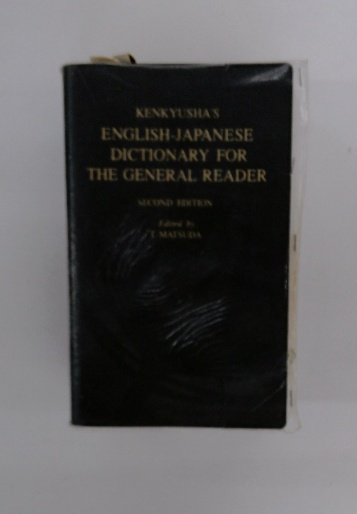 KENKYUSHA'S
ENGLISH-JAPANESE
DICTIONARY FOR
THE GENERAL READER
SECOND EDITION
Edited by
T. MATSUDA